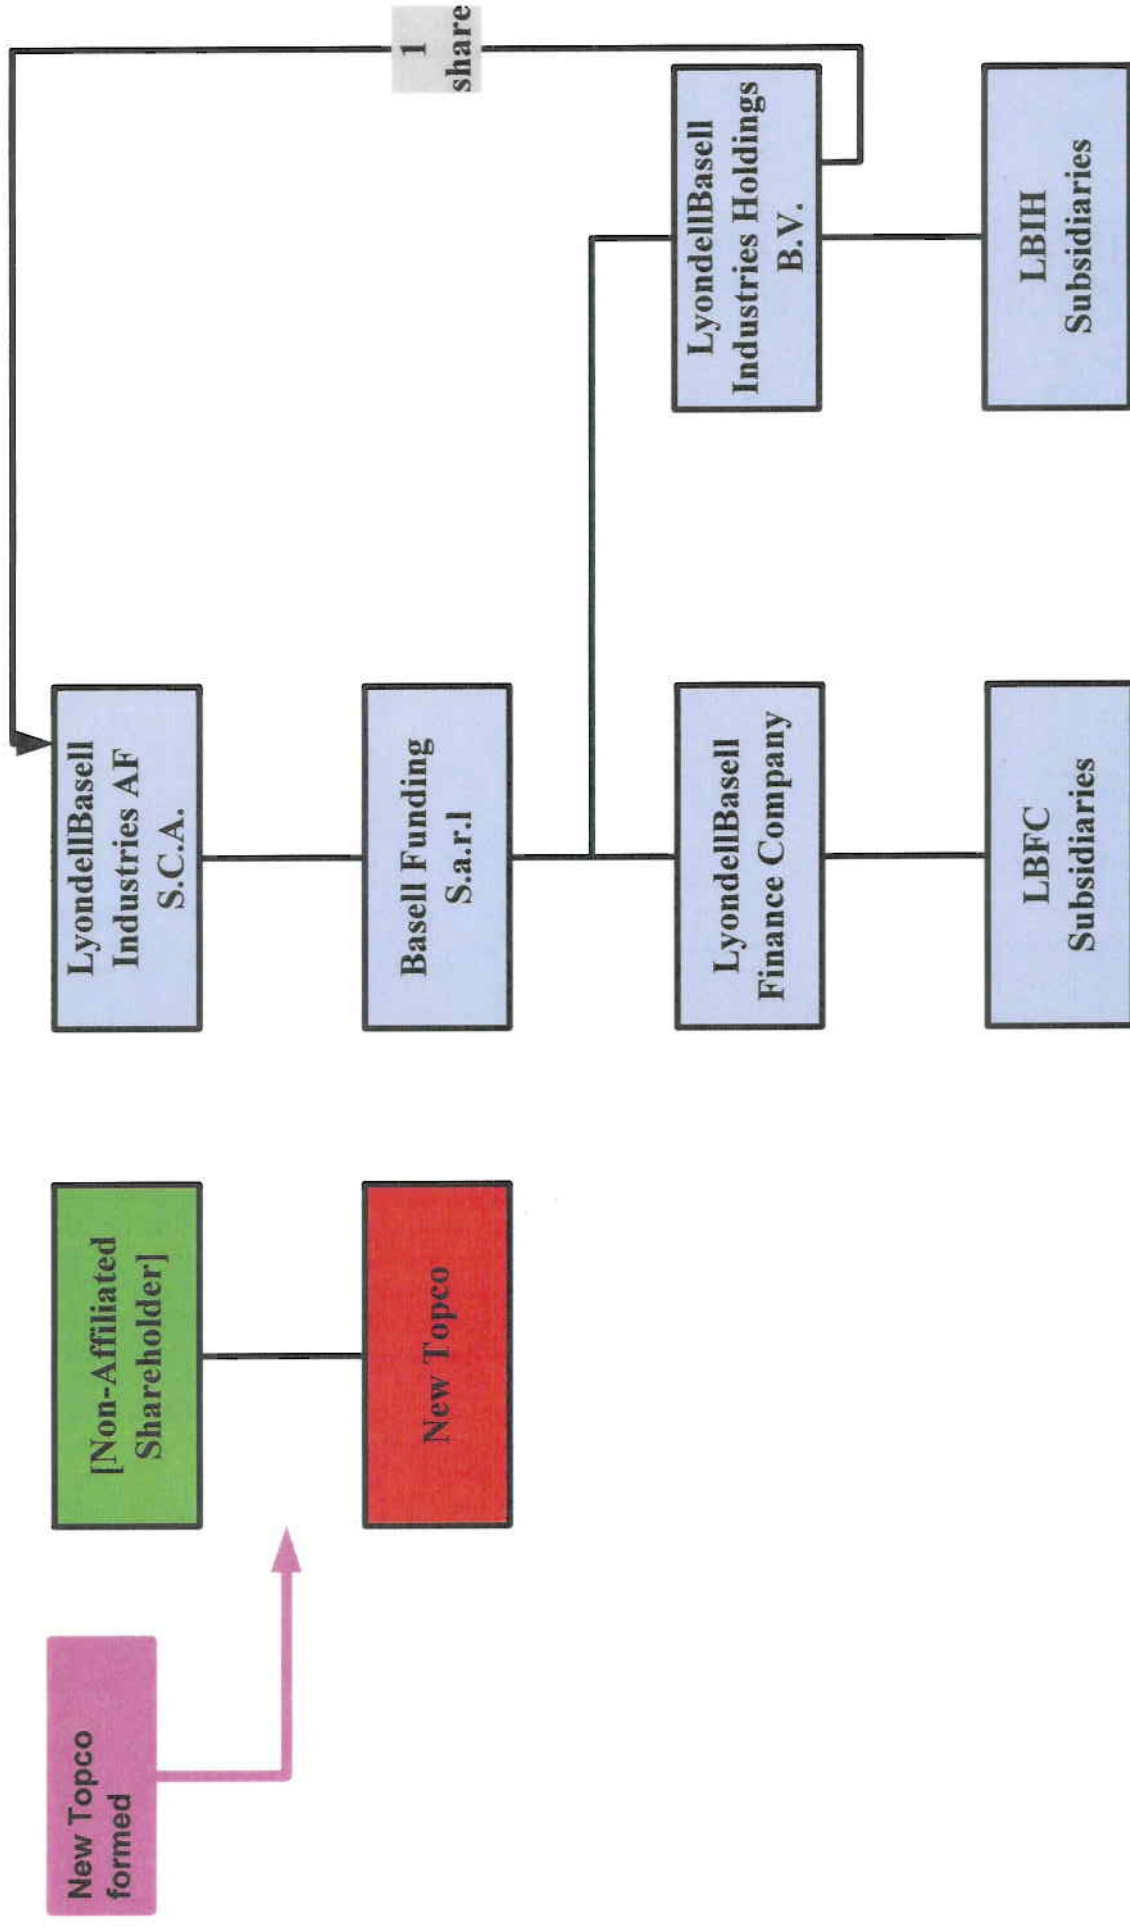 New Topco
formed
[Non-Affiliated
Shareholder]
New Topco
LyondellBasell
Industries AF
S.C.A.
Basell Funding
S.a.r.l
LyondellBasell
Finance Company
LBFC
Subsidiaries
1
share
LyondellBasell
Industries Holdings
B.V.
LBIH
Subsidiaries